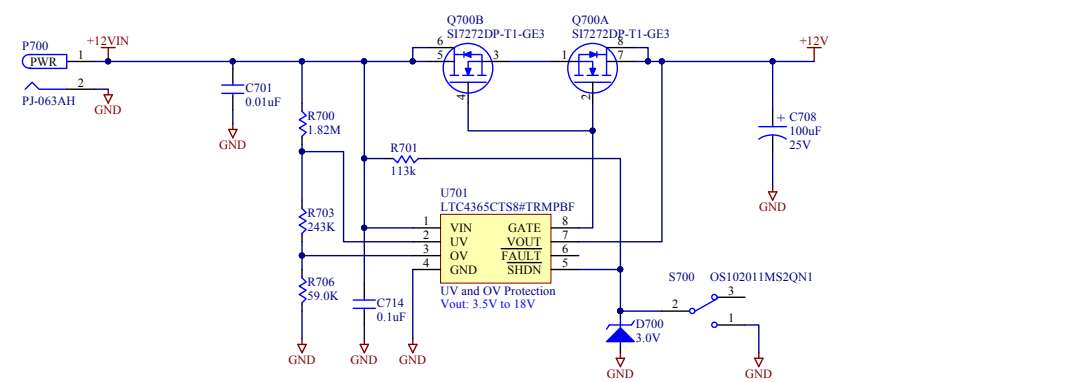 Q700B
SI7272DP-T1-GE3
Q700A
SI7272DP-T1-GE3
P700
PWR
1
+12VIN
6
5
3
1
8
7
+12V
2
PJ-063AH
GND
C701
0.01uF
GND
4
2
R700
1.82M
+
C708
100uF
25V
GND
R701
113k
U701
LTC4365CTS8#TRMPBF
R703
243K
1
VIN
GATE
8
2
UV
VOUT
7
3
OV
FAULT
6
4
GND
SHDN
5
R706
59.0K
UV and OV Protection
Vout: 3.5V to 18V
C714
0.1uF
S700
OS102011MS2QN1
2
3
1
D700
3.0V
GND
GND
GND
GND
GND